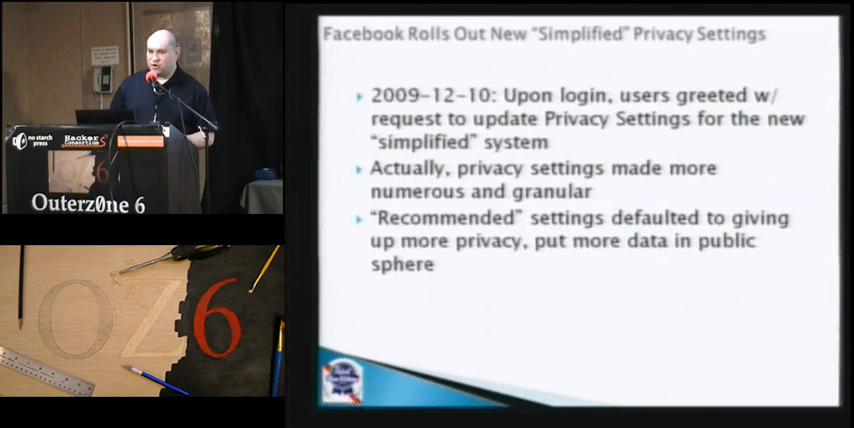 Facebook Rolls Out New “Simplified” Privacy Settings
2009-12-10: Upon login, users greeted w/
request to update Privacy Settings for the new
“simplified” system
Actually, privacy settings made more
numerous and granular
“Recommended” settings defaulted to giving
up more privacy, put more data in public
sphere
no starch
press
Hacker
Consortium
Outerz0ne 6
OZ6